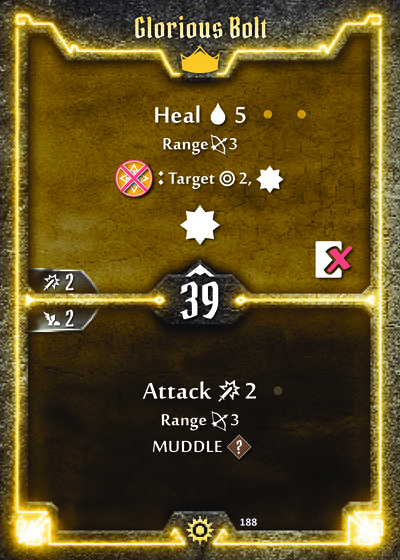 Glorious Bolt
Heal 5
Range 3
: Target 2,
2
39
2
Attack 2
Range 3
MUDDLE ?
188